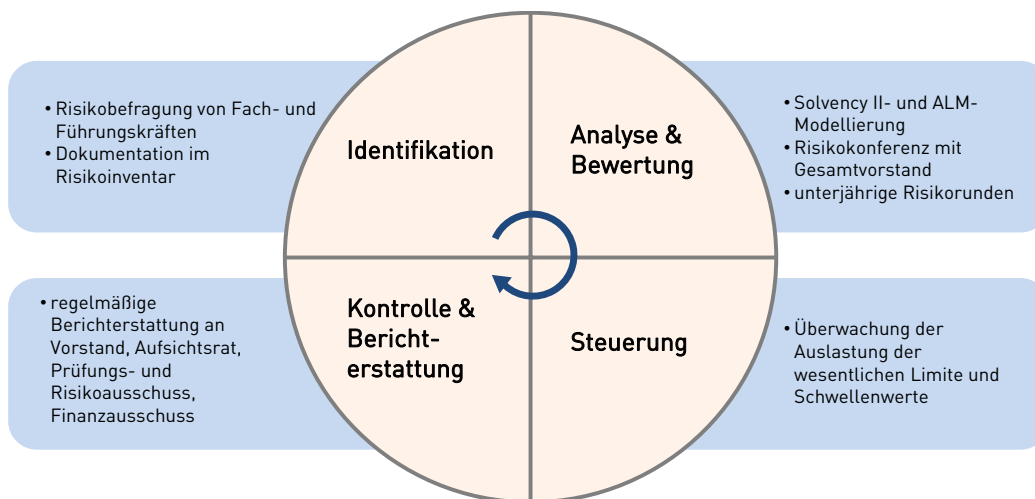 • Risikobefragung von Fach- und
Führungskräften
• Dokumentation im
Risikoinventar
Identifikation
Analyse &
Bewertung
• Solvency II- und ALM-
Modellierung
• Risikokonferenz mit
Gesamtvorstand
• unterjährige Risikorunden
• regelmäßige
Berichterstattung an
Vorstand, Aufsichtsrat,
Prüfungs- und
Risikoausschuss,
Finanzausschuss
Kontrolle &
Bericht-
erstattung
Steuerung
• Überwachung der
Auslastung der
wesentlichen Limite und
Schwellenwerte